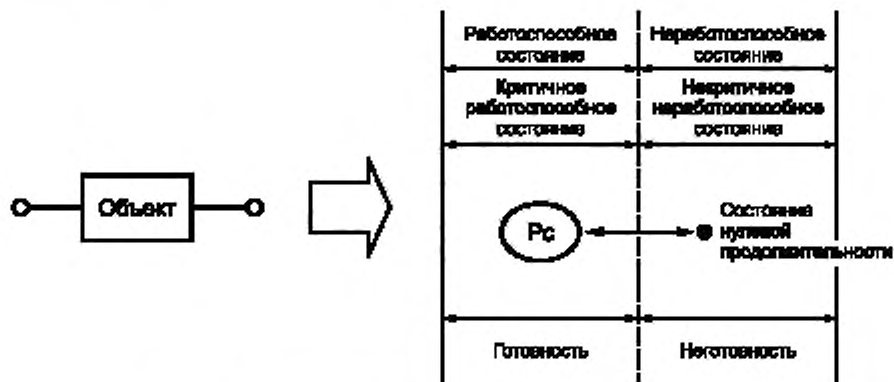 Работоспособное
состояние
Неработоспособное
состояние
Критичное
работоспособное
состояние
Некритичное
неработоспособное
состояние
Объект
Рс
Состояние
нулевой
продолжительности
Готовность
Неготовность